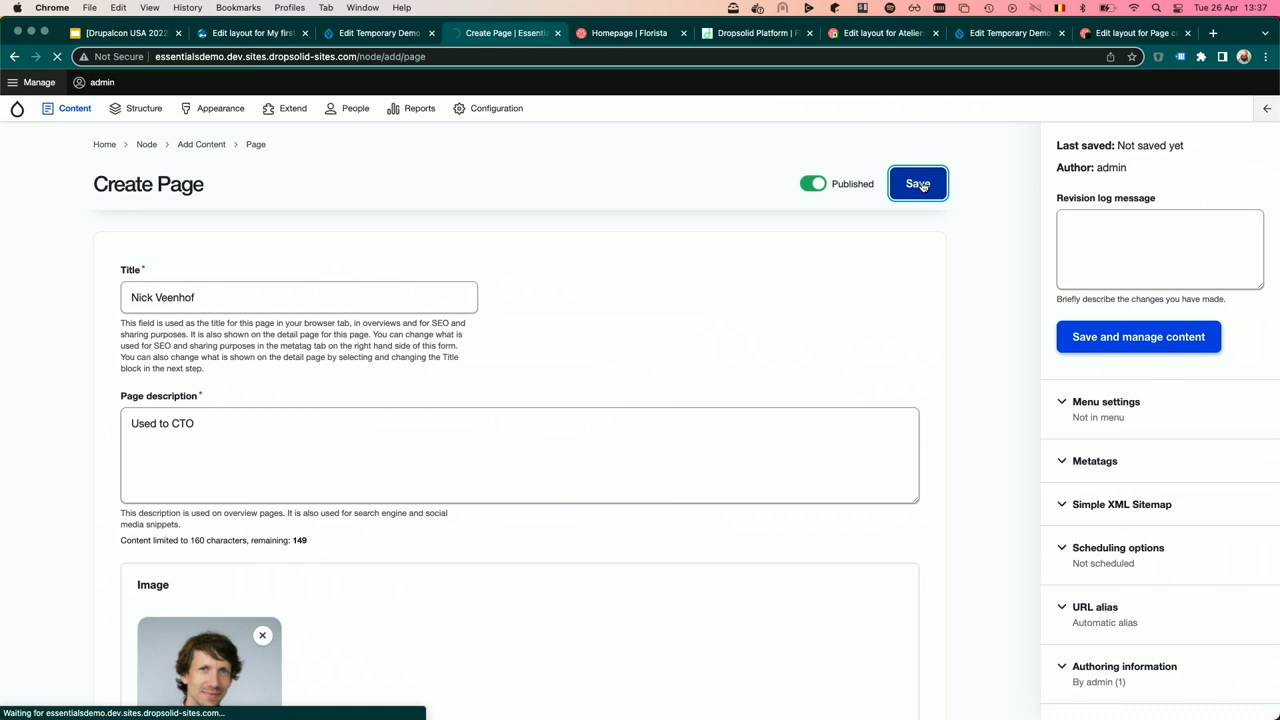 Chrome File Edit View History Bookmarks Profiles Tab Window Help Tue 26 Apr 13:37
[Drupalcon USA 2022 Edit layout for My first Edit Temporary Demo Create Page | Essentia Homepage | Florista Dropsolid Platform | F Edit layout for Atelier Edit Temporary Demo Edit layout for Page c
Not Secure essentialsdemo.dev.sites.dropsolid-sites.com/node/add/page
Manage admin
Content Structure Appearance Extend People Reports Configuration
Home Node Add Content Page
Create Page
Published
Save
Title*
Nick Veenhof
This field is used as the title for this page in your browser tab, in overviews and for SEO and
sharing purposes. It is also shown on the detail page for this page. You can change what is
used for SEO and sharing purposes in the metatag tab on the right hand side of this form.
You can also change what is shown on the detail page by selecting and changing the Title
block in the next step.
Page description*
Used to CTO
This description is used on overview pages. It is also used for search engine and social
media snippets.
Content limited to 160 characters, remaining: 149
Image
Last saved: Not saved yet
Author: admin
Revision log message
Briefly describe the changes you have made.
Save and manage content
Menu settings
Not in menu
Metatags
Simple XML Sitemap
Scheduling options
Not scheduled
URL alias
Automatic alias
Authoring information
By admin (1)
Waiting for essentialsdemo.dev.sites.dropsolid-sites.com...